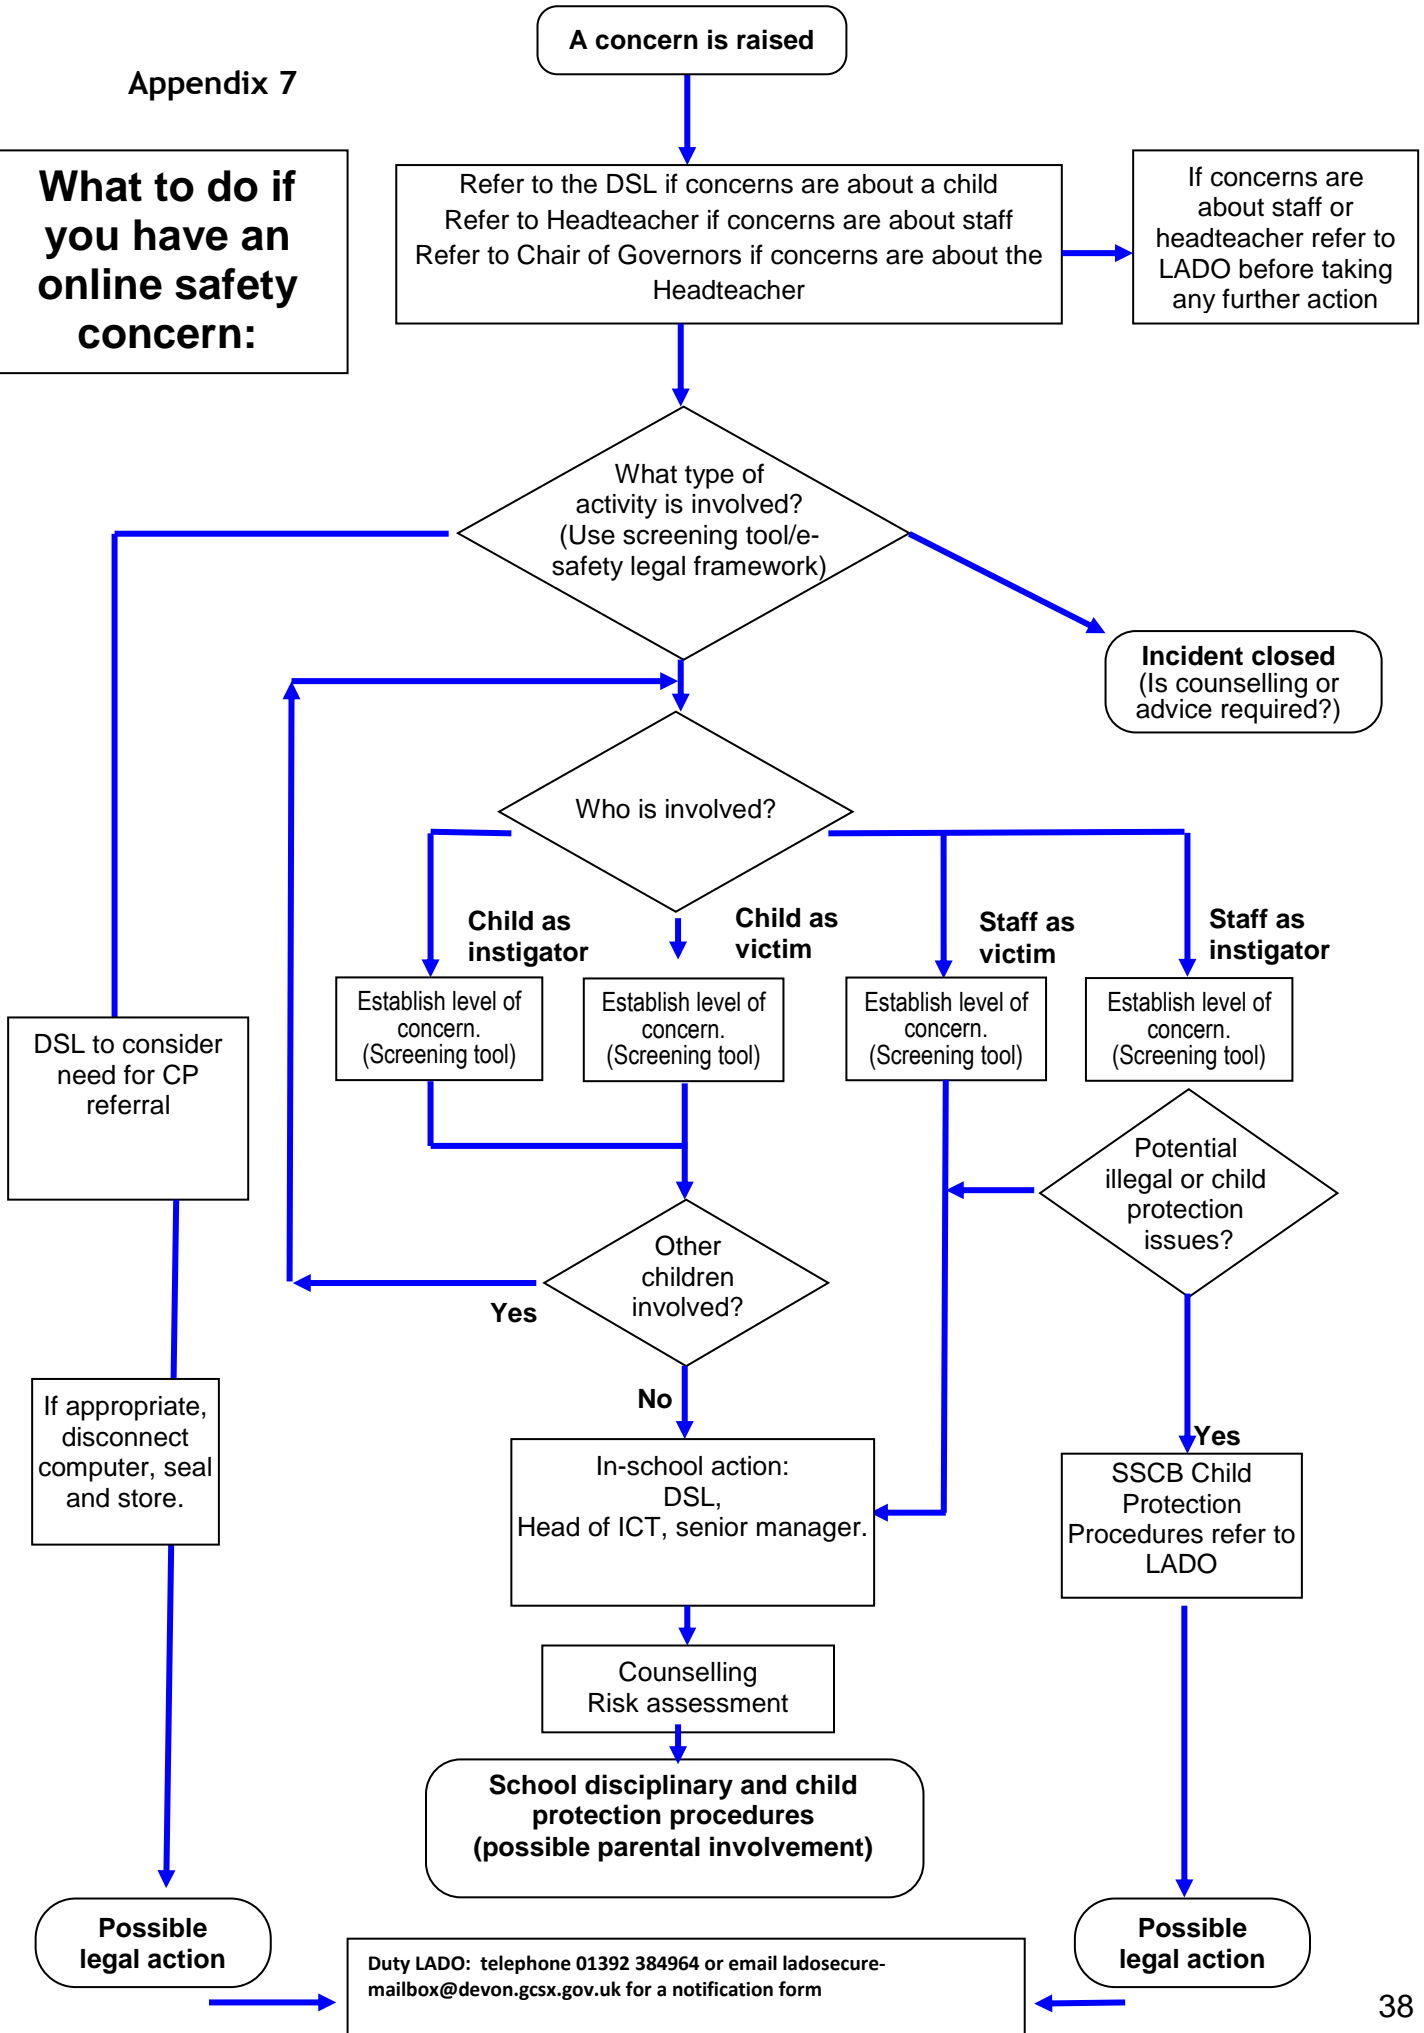 A concern is raised
Appendix 7
What to do if
you have an
online safety
concern:
Refer to the DSL if concerns are about a child
Refer to Headteacher if concerns are about staff
Refer to Chair of Governors if concerns are about the
Headteacher
If concerns are
about staff or
headteacher refer to
LADO before taking
any further action
What type of
activity is involved?
(Use screening tool/e-
safety legal framework)
Incident closed
(Is counselling or
advice required?)
Who is involved?
Child as
instigator
Child as
victim
Staff as
victim
Staff as
instigator
Establish level of
concern.
(Screening tool)
Establish level of
concern.
(Screening tool)
Establish level of
concern.
(Screening tool)
Establish level of
concern.
(Screening tool)
DSL to consider
need for CP
referral
Potential
illegal or child
protection
issues?
Other
children
involved?
Yes
No
If appropriate,
disconnect
computer, seal
and store.
Yes
In-school action:
DSL,
Head of ICT, senior manager.
SSCB Child
Protection
Procedures refer to
LADO
Counselling
Risk assessment
School disciplinary and child
protection procedures
(possible parental involvement)
Possible
legal action
Possible
legal action
Duty LADO: telephone 01392 384964 or email ladosecure-
mailbox@devon.gcsx.gov.uk for a notification form
38